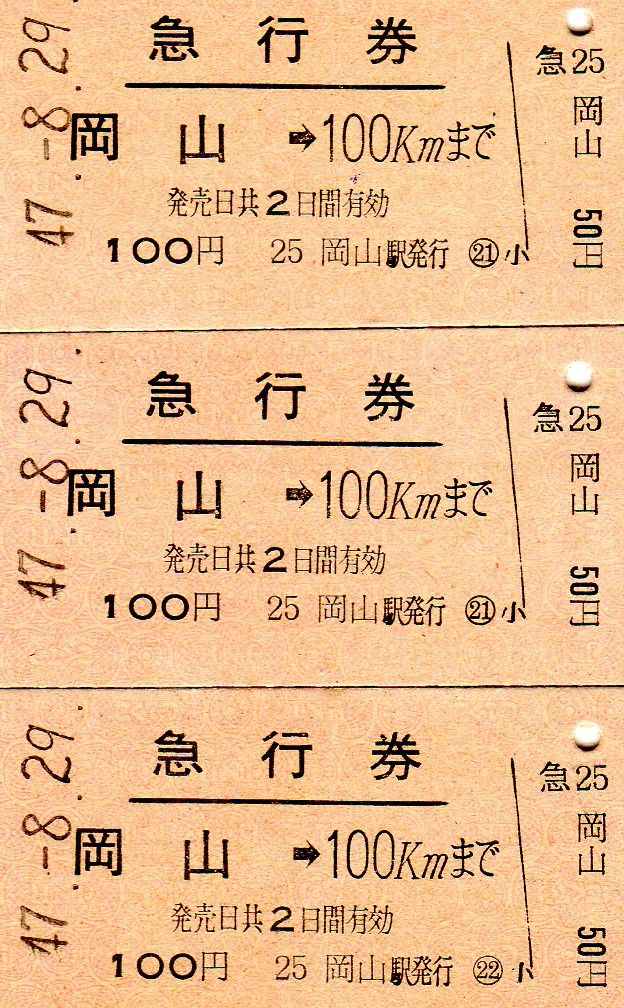 47.-8.29.
急行券
岡山 ➡100Kmまで
発売日共2日間有効
100円 25 岡山駅発行 ㉑ 小
急25 岡山 50円
47.-8.29.
急行券
岡山 ➡100Kmまで
発売日共2日間有効
100円 25 岡山駅発行 ㉑ 小
急25 岡山 50円
47.-8.29.
急行券
岡山 ➡100Kmまで
発売日共2日間有効
100円 25 岡山駅発行 ㉒ 小
急25 岡山 50円